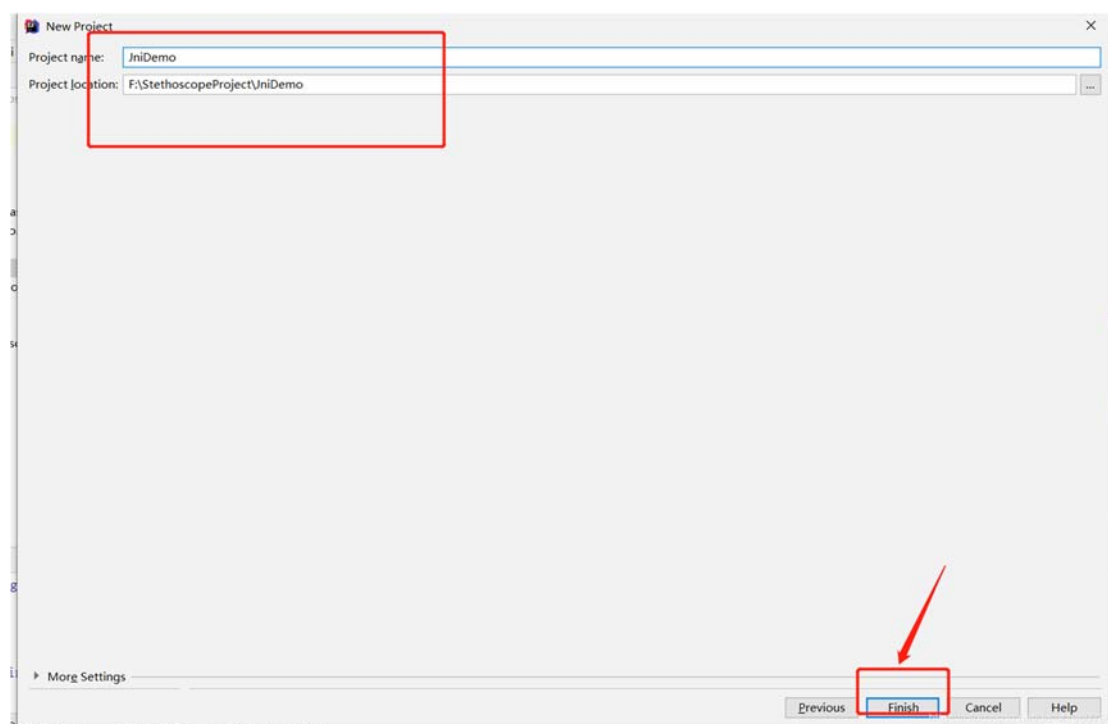 New Project
Project name: JniDemo
Project location: F:\StethoscopeProject\JniDemo
...
More Settings
Previous Finish Cancel Help